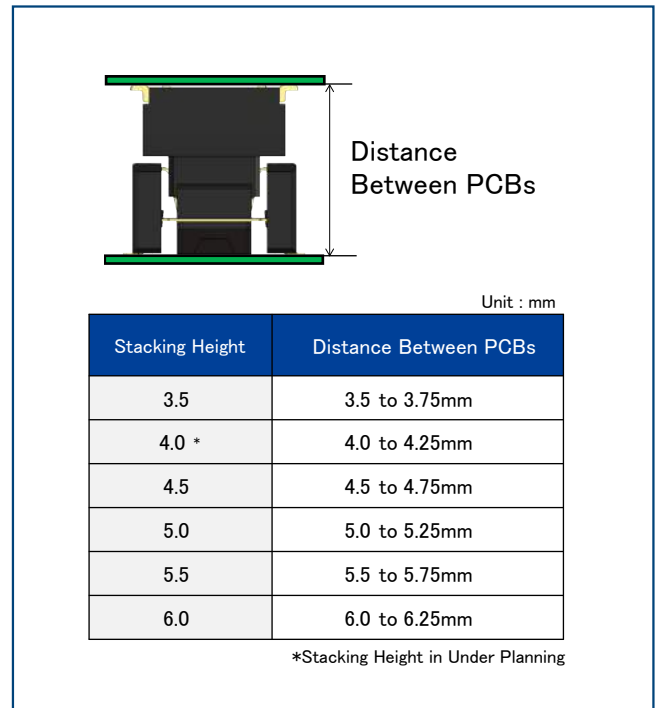 Distance
Between PCBs
Unit : mm
Stacking Height Distance Between PCBs
3.5 3.5 to 3.75mm
4.0 * 4.0 to 4.25mm
4.5 4.5 to 4.75mm
5.0 5.0 to 5.25mm
5.5 5.5 to 5.75mm
6.0 6.0 to 6.25mm
*Stacking Height in Under Planning